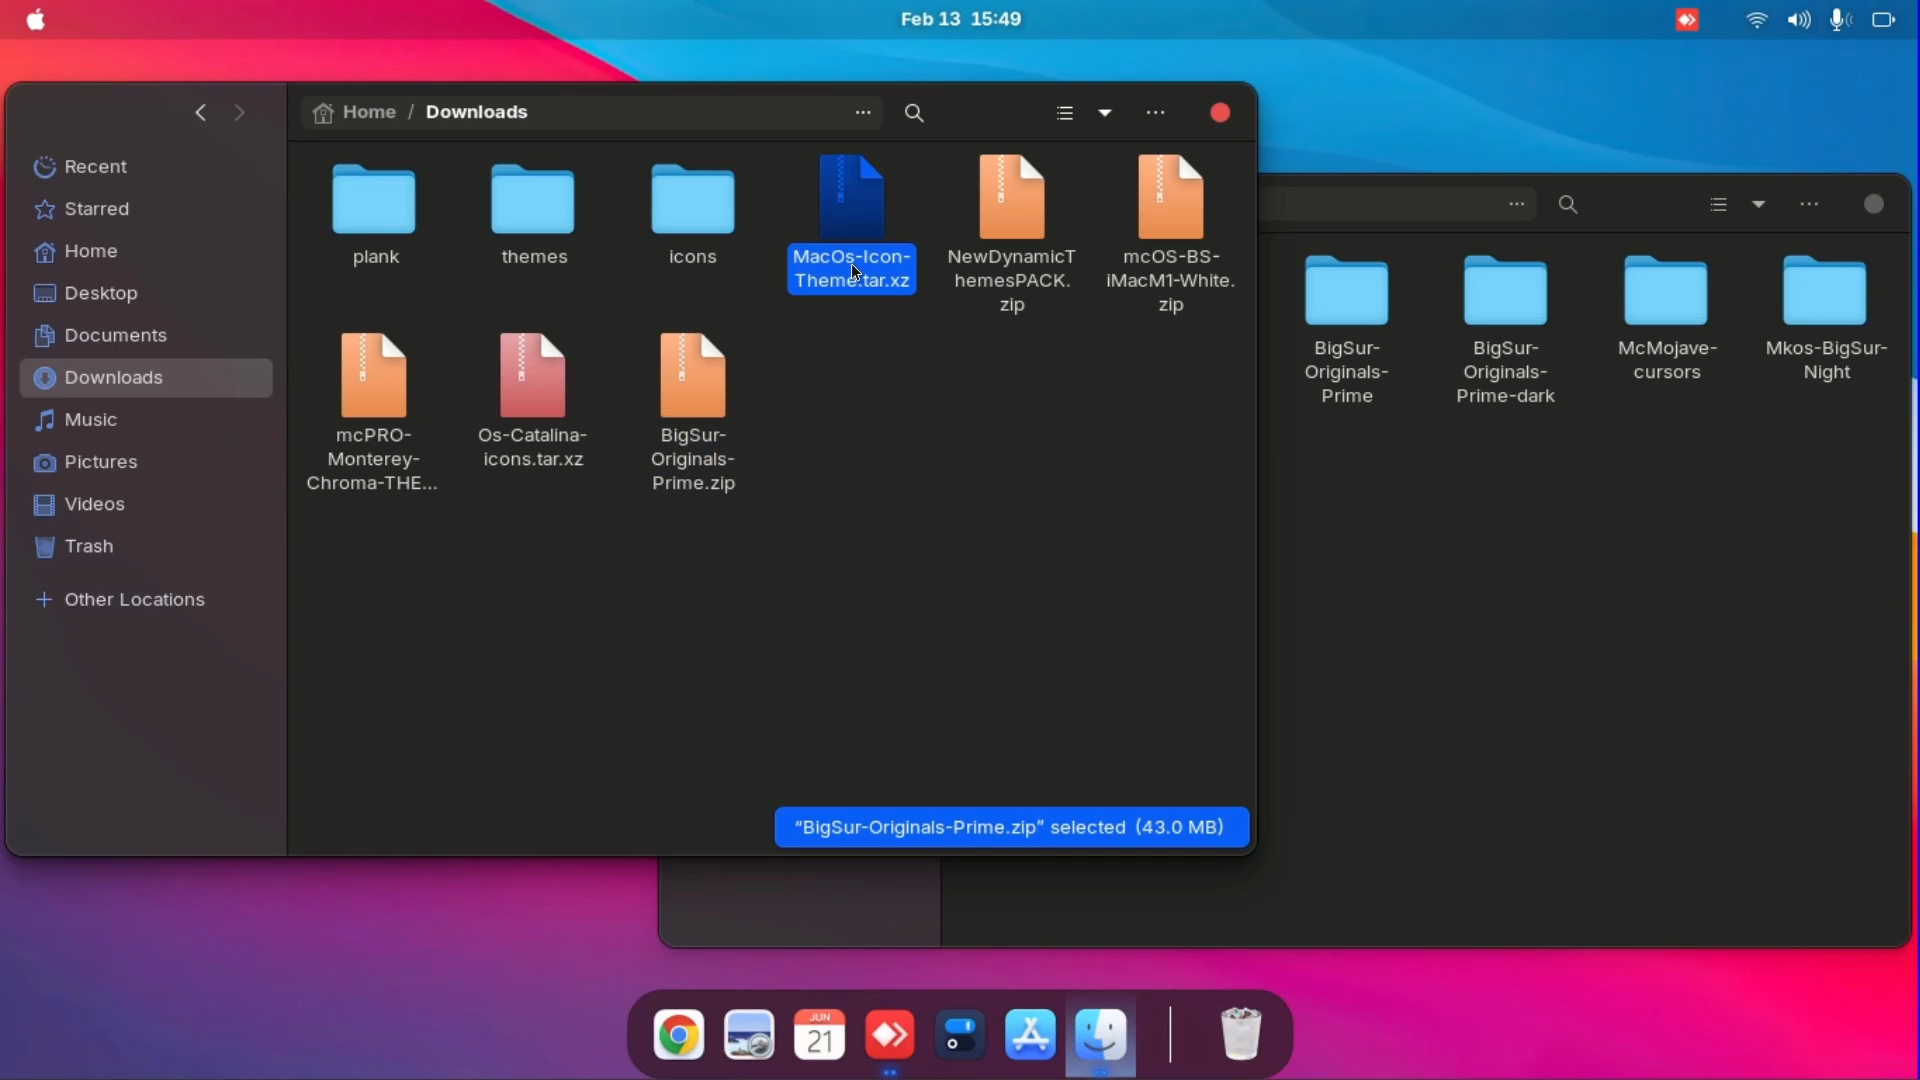 Feb 13 15:49
Home / Downloads
Recent
Starred
Home
Desktop
Documents
Downloads
Music
Pictures
Videos
Trash
Other Locations
plank
themes
icons
MacOs-Icon-
Theme.tar.xz
NewDynamicT
hemesPACK.
zip
mcOS-BS-
iMacM1-White.
zip
mcPRO-
Monterey-
Chroma-THE...
Os-Catalina-
icons.tar.xz
BigSur-
Originals-
Prime.zip
“BigSur-Originals-Prime.zip” selected (43.0 MB)
BigSur-
Originals-
Prime
BigSur-
Originals-
Prime-dark
McMojave-
cursors
Mkos-BigSur-
Night
JUN
21